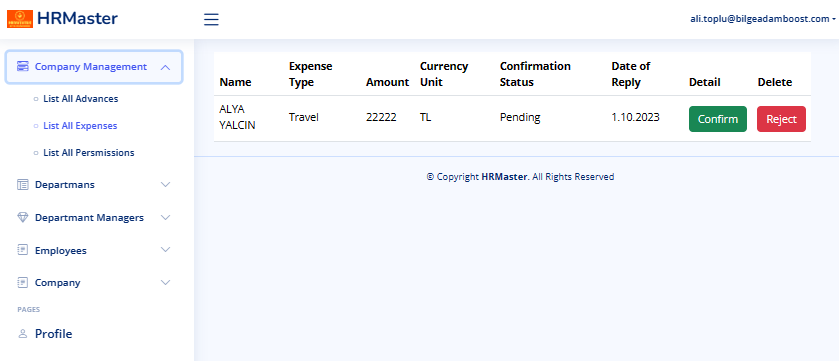 HRMaster
ali.toplu@bilgeadamboost.com
Company Management
List All Advances
List All Expenses
List All Persmissions
Departmans
Departmant Managers
Employees
Company
PAGES
Profile
Name Expense Type Amount Currency Unit Confirmation Status Date of Reply Detail Delete
ALYA YALCIN Travel 22222 TL Pending 1.10.2023 Confirm Reject
© Copyright HRMaster. All Rights Reserved